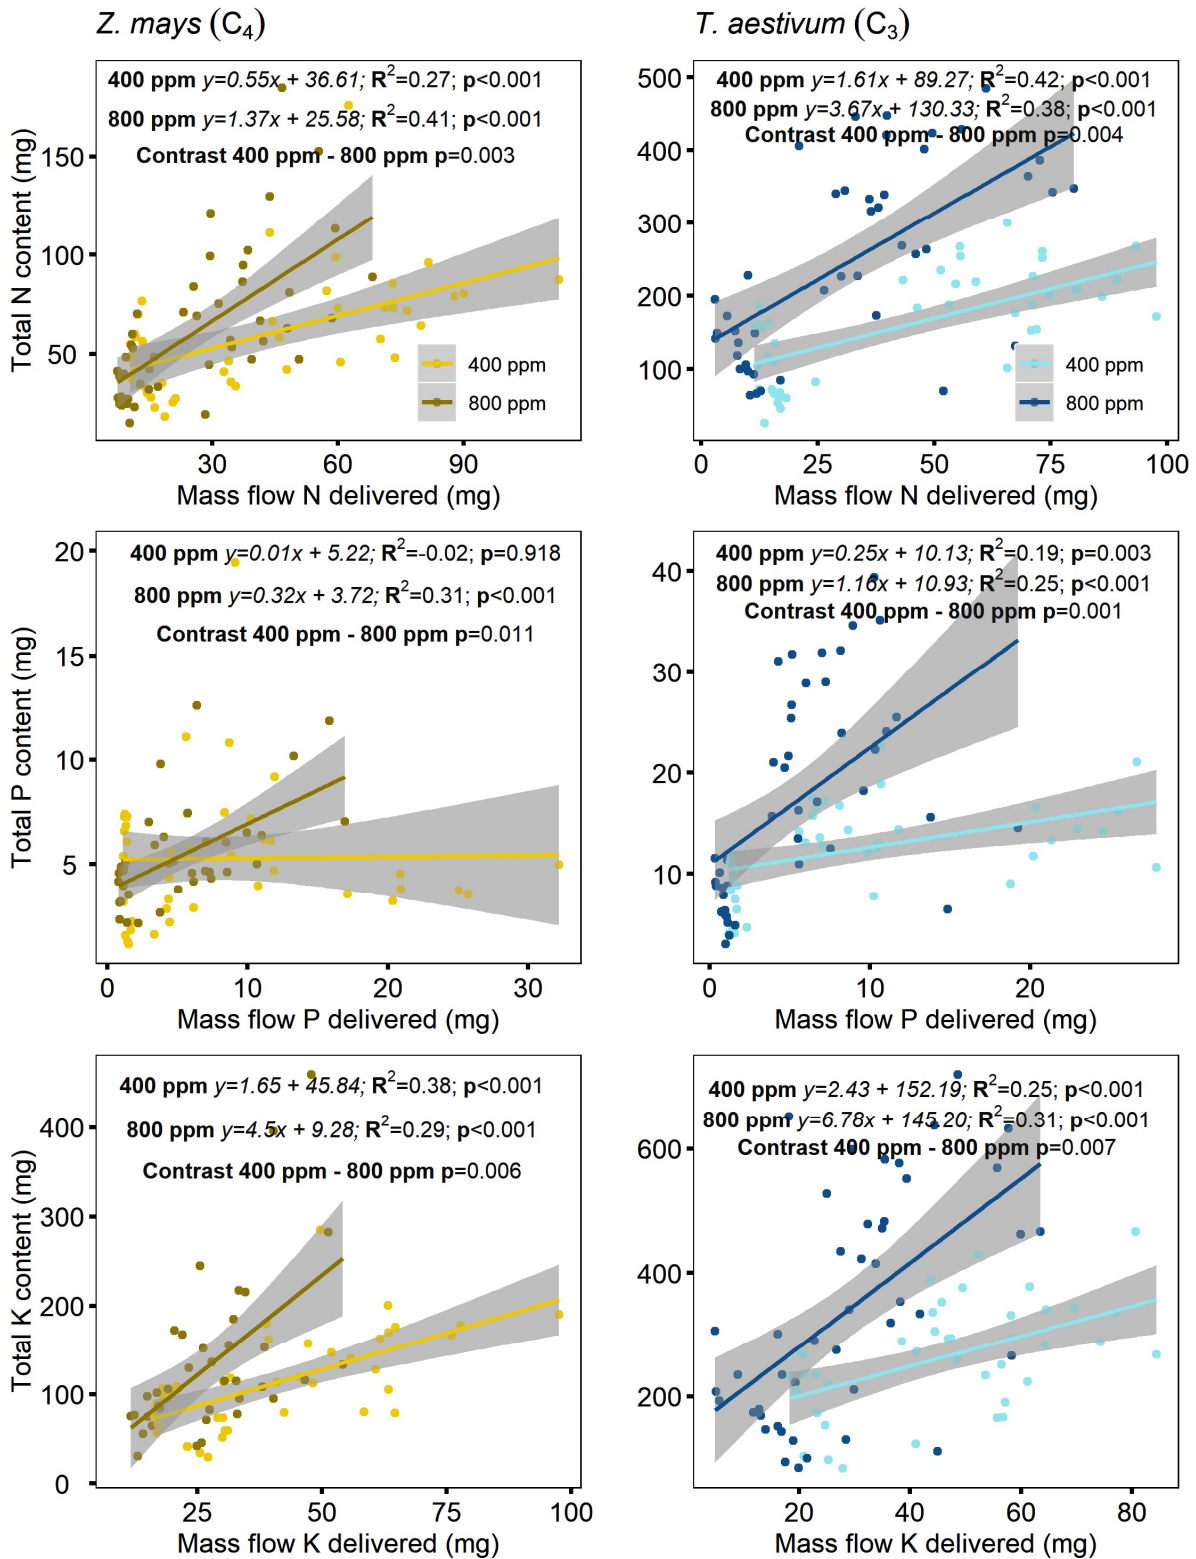 Z. mays (C4)
T. aestivum (C3)
400 ppm y=0.55x + 36.61; R2=0.27; p<0.001
800 ppm y=1.37x + 25.58; R2=0.41; p<0.001
Contrast 400 ppm - 800 ppm p=0.003
Total N content (mg)
150
100
50
400 ppm
800 ppm
30
60
90
Mass flow N delivered (mg)
400 ppm y=1.61x + 89.27; R2=0.42; p<0.001
800 ppm y=3.67x + 130.33; R2=0.38; p<0.001
Contrast 400 ppm - 800 ppm p=0.004
500
400
300
200
100
400 ppm
800 ppm
0
25
50
75
100
Mass flow N delivered (mg)
400 ppm y=0.01x + 5.22; R2=-0.02; p=0.918
800 ppm y=0.32x + 3.72; R2=0.31; p<0.001
Contrast 400 ppm - 800 ppm p=0.011
Total P content (mg)
20
15
10
5
0
10
20
30
Mass flow P delivered (mg)
400 ppm y=0.25x + 10.13; R2=0.19; p=0.003
800 ppm y=1.16x + 10.93; R2=0.25; p<0.001
Contrast 400 ppm - 800 ppm p=0.001
40
30
20
10
0
10
20
Mass flow P delivered (mg)
400 ppm y=1.65 + 45.84; R2=0.38; p<0.001
800 ppm y=4.5x + 9.28; R2=0.29; p<0.001
Contrast 400 ppm - 800 ppm p=0.006
Total K content (mg)
400
300
200
100
0
25
50
75
100
Mass flow K delivered (mg)
400 ppm y=2.43 + 152.19; R2=0.25; p<0.001
800 ppm y=6.78x + 145.20; R2=0.31; p<0.001
Contrast 400 ppm - 800 ppm p=0.007
600
400
200
20
40
60
80
Mass flow K delivered (mg)